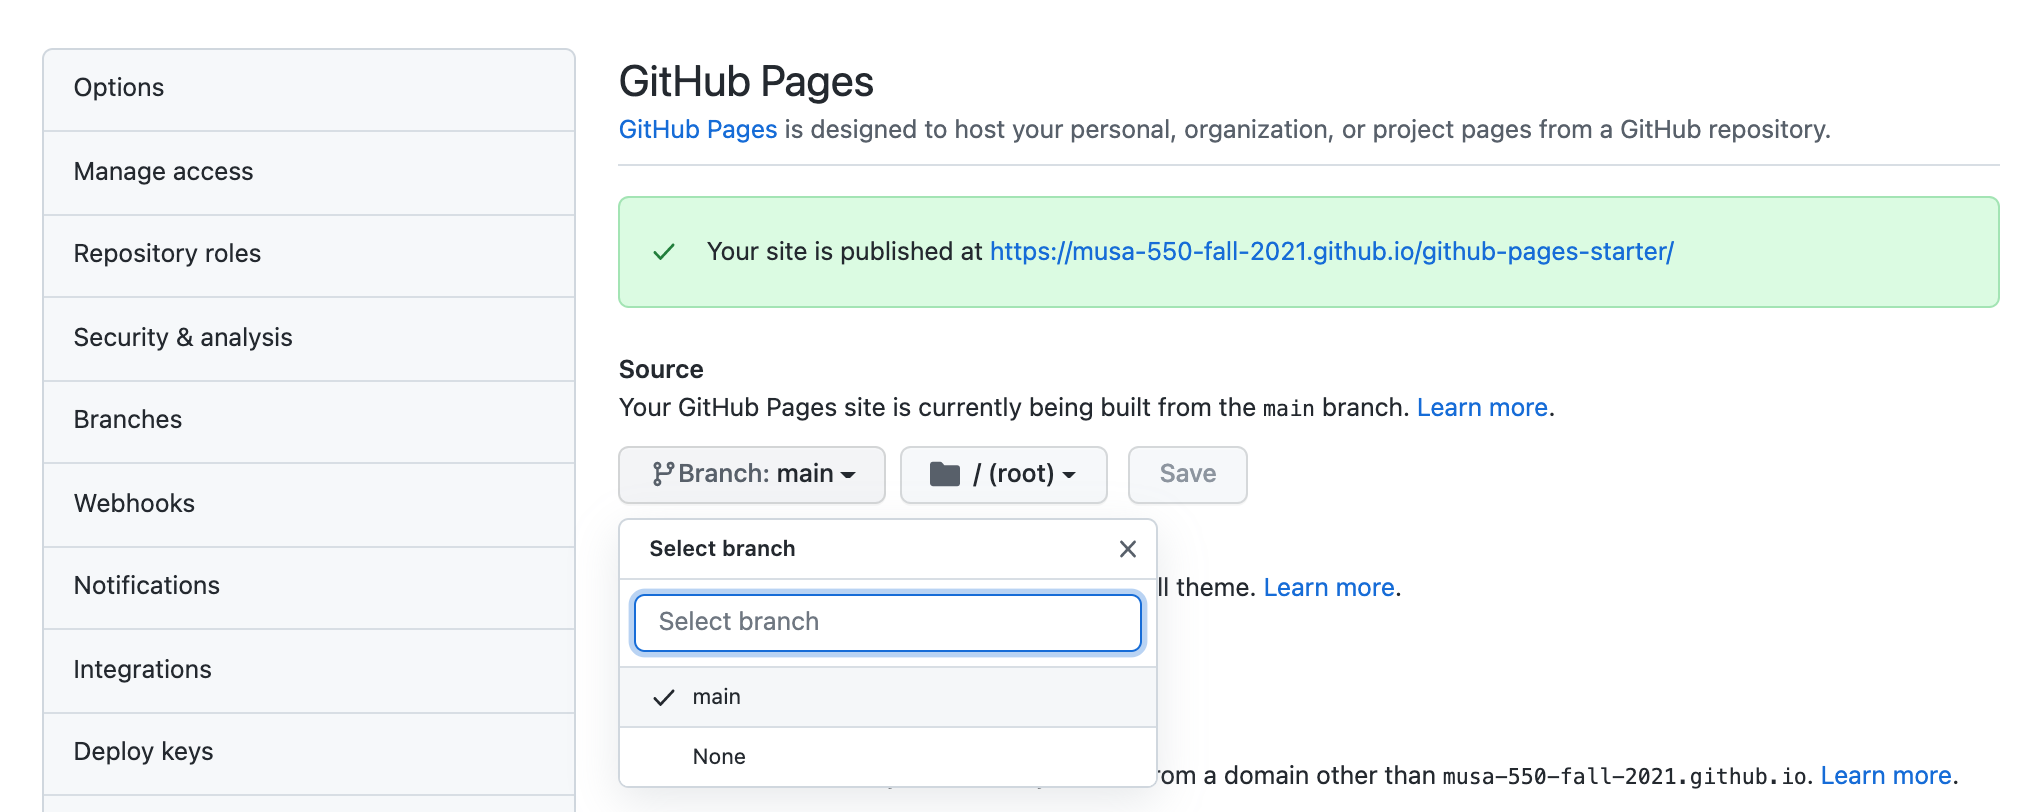 Options
Manage access
Repository roles
Security & analysis
Branches
Webhooks
Notifications
Integrations
Deploy keys
GitHub Pages
GitHub Pages is designed to host your personal, organization, or project pages from a GitHub repository.
Your site is published at https://musa-550-fall-2021.github.io/github-pages-starter/
Source
Your GitHub Pages site is currently being built from the main branch. Learn more.
Branch: main
/ (root)
Save
Select branch
Select branch
main
None
theme. Learn more.
a domain other than musa-550-fall-2021.github.io. Learn more.